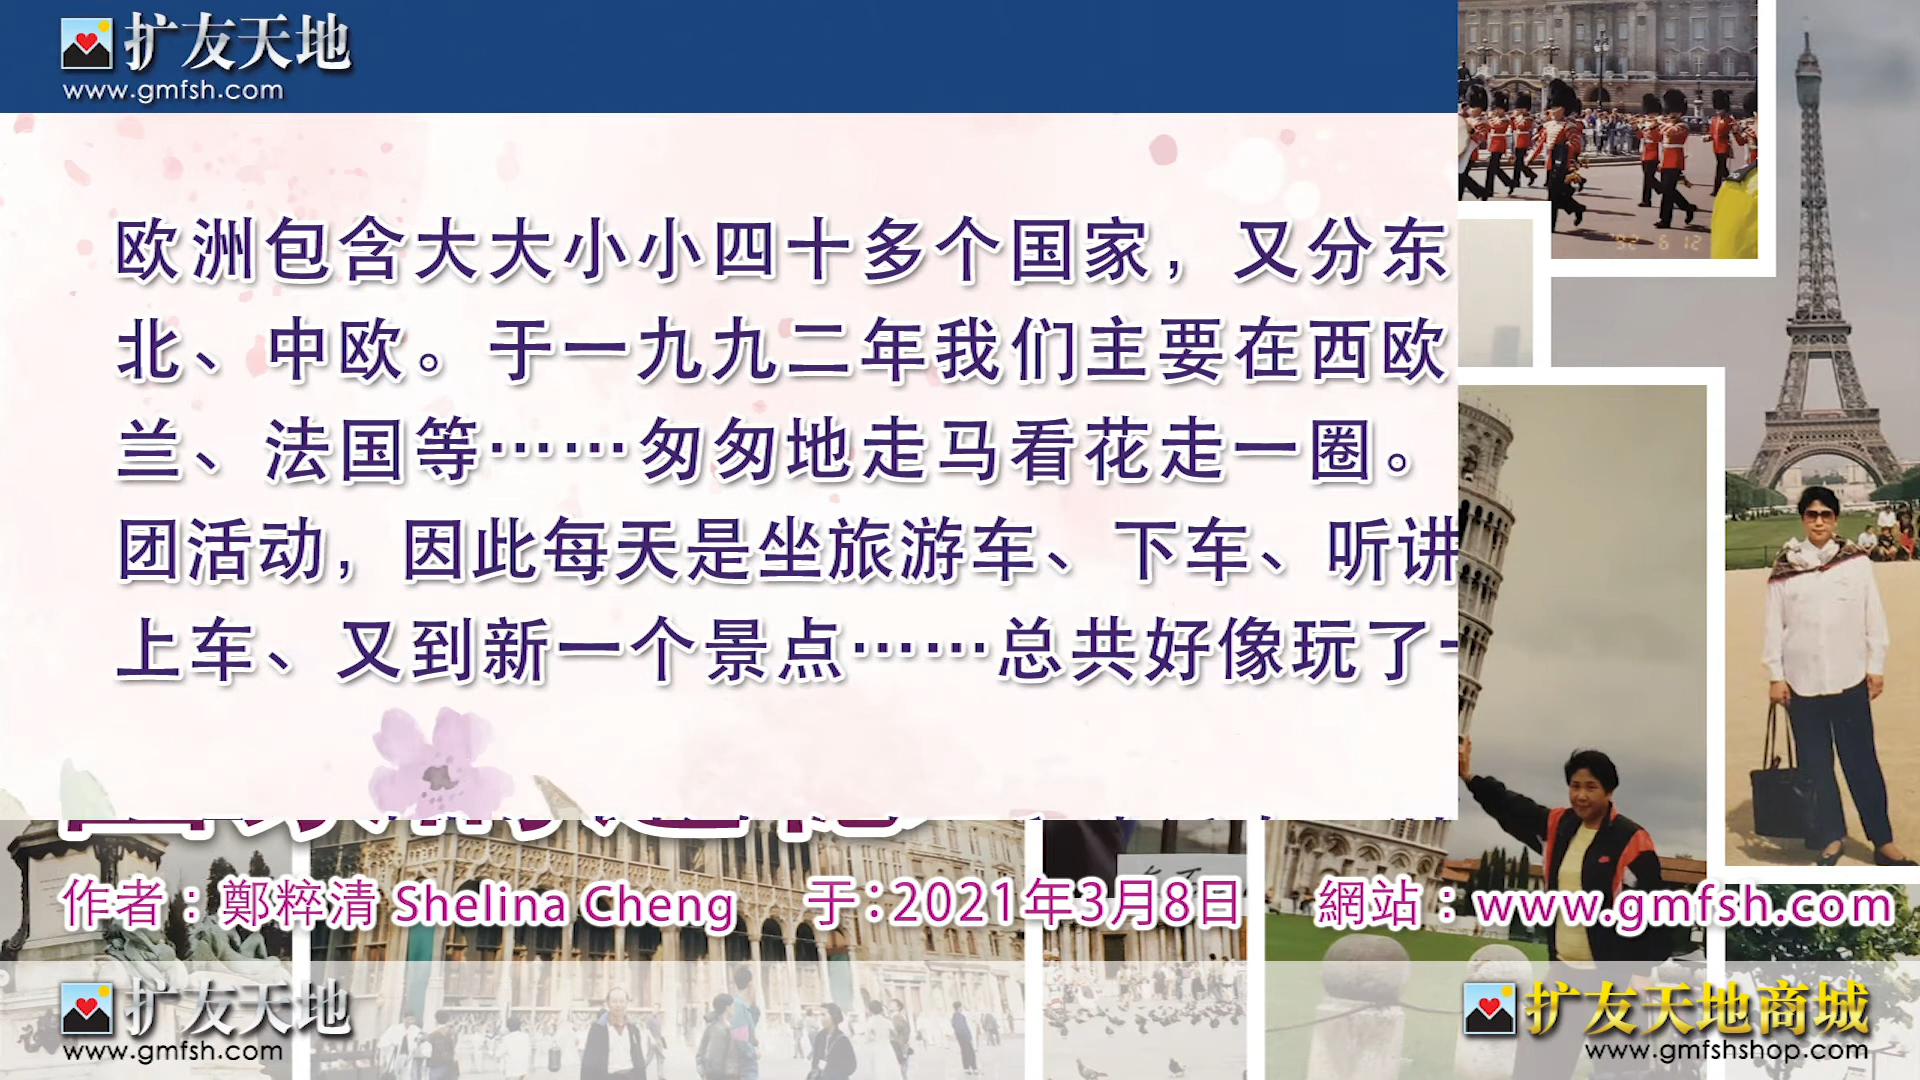 扩友天地
www.gmfsh.com
'92 6 12
欧洲包含大大小小四十多个国家，又分东
北、中欧。于一九九二年我们主要在西欧
兰、法国等……匆匆地走马看花走一圈。
团活动，因此每天是坐旅游车、下车、听讲
上车、又到新一个景点……总共好像玩了
作者：鄭粹清 Shelina Cheng 于：2021年3月8日 網站：www.gmfsh.com
扩友天地
www.gmfsh.com
扩友天地商城
www.gmfshshop.com